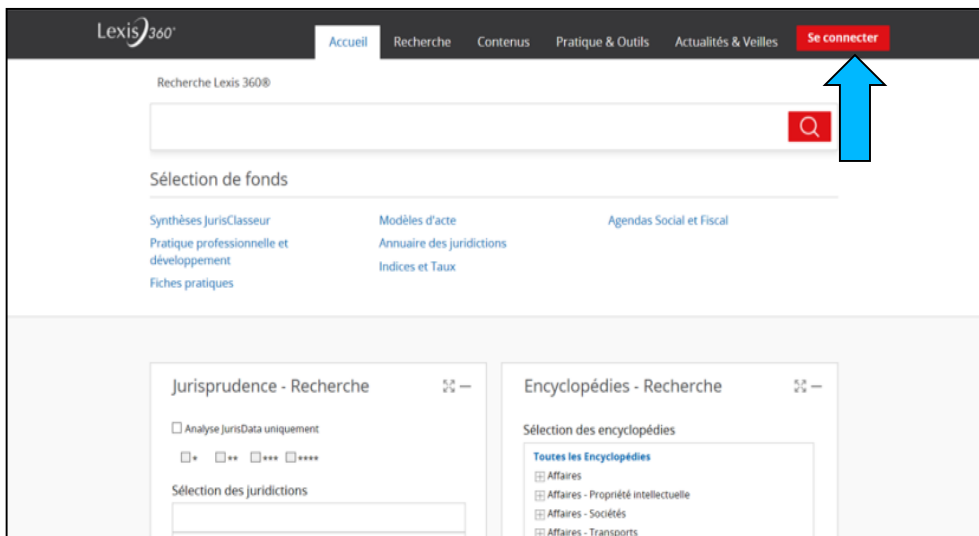 Lexis 360®
Accueil Recherche Contenus Pratique & Outils Actualités & Veilles Se connecter
Recherche Lexis 360®
Sélection de fonds
Synthèses JurisClasseur
Pratique professionnelle et
développement
Fiches pratiques
Modèles d'acte
Annuaire des juridictions
Indices et Taux
Agendas Social et Fiscal
Jurisprudence - Recherche
Analyse JurisData uniquement
* ** *** ****
Sélection des juridictions
Encyclopédies - Recherche
Sélection des encyclopédies
Toutes les Encyclopédies
Affaires
Affaires - Propriété intellectuelle
Affaires - Sociétés
Affaires - Transports